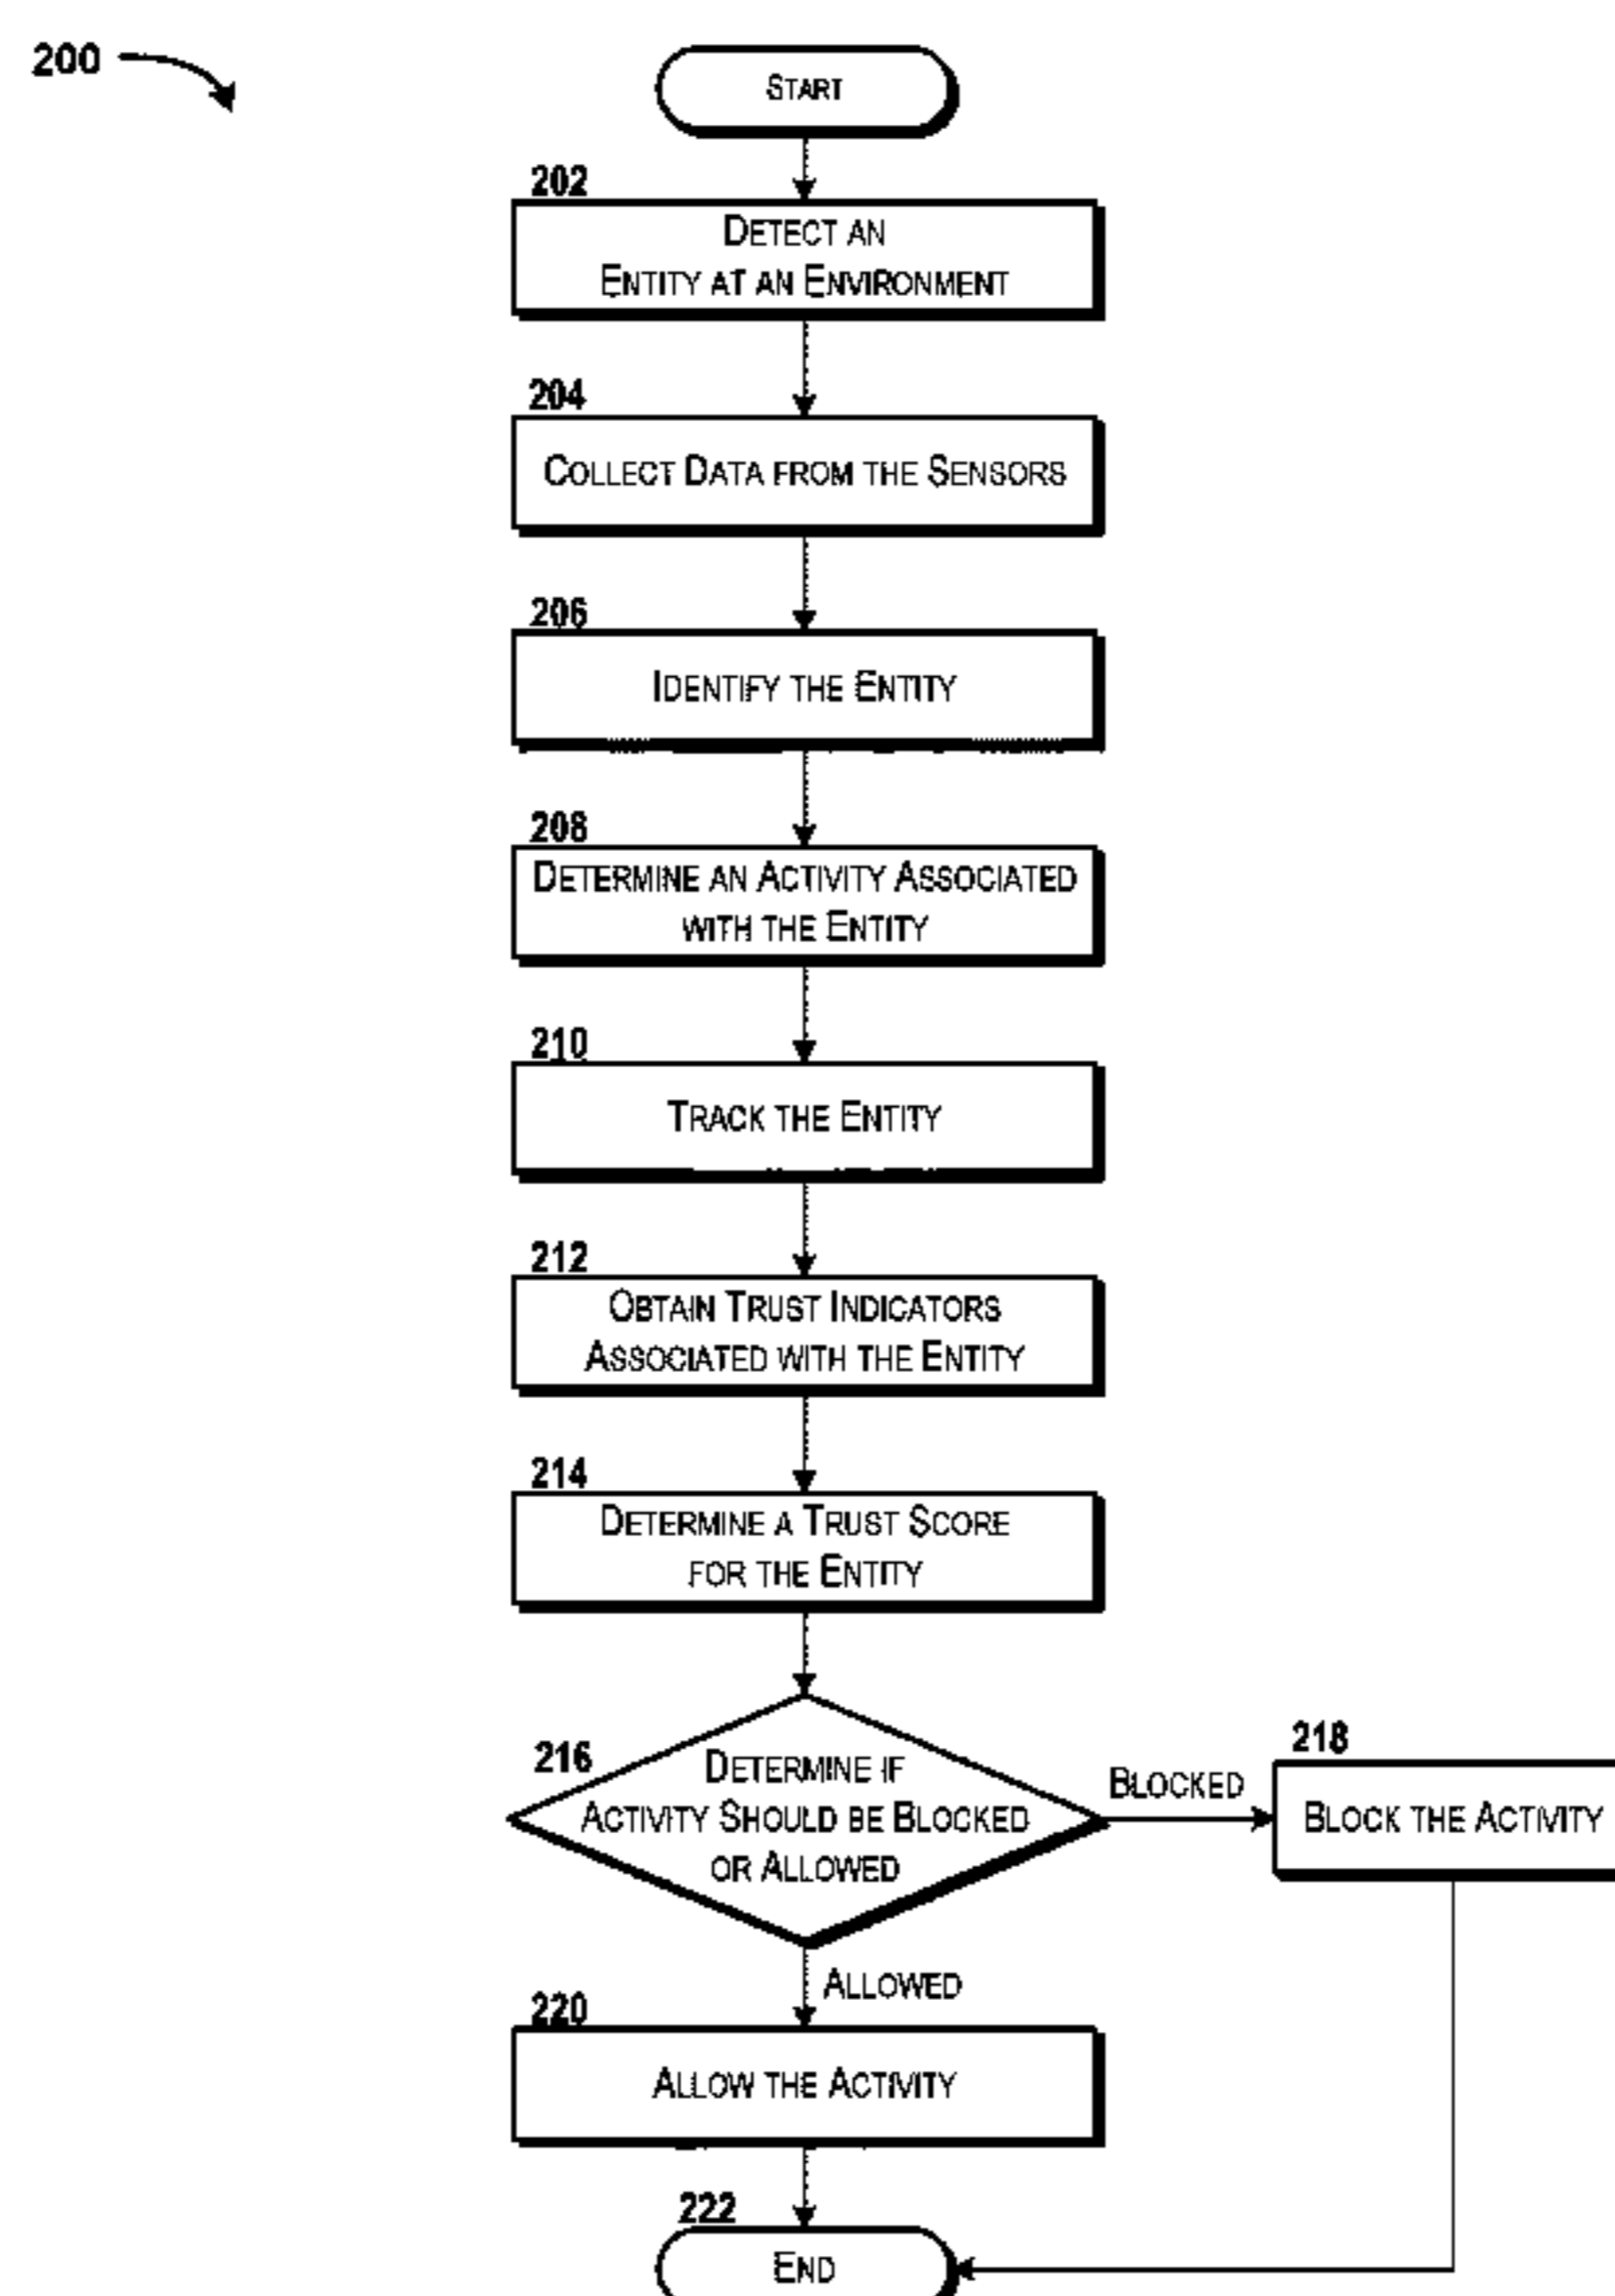 200
START
202
DETECT AN
ENTITY AT AN ENVIRONMENT
204
COLLECT DATA FROM THE SENSORS
206
IDENTIFY THE ENTITY
208
DETERMINE AN ACTIVITY ASSOCIATED
WITH THE ENTITY
210
TRACK THE ENTITY
212
OBTAIN TRUST INDICATORS
ASSOCIATED WITH THE ENTITY
214
DETERMINE A TRUST SCORE
FOR THE ENTITY
216
DETERMINE IF
ACTIVITY SHOULD BE BLOCKED
OR ALLOWED
BLOCKED
218
BLOCK THE ACTIVITY
ALLOWED
220
ALLOW THE ACTIVITY
222
END